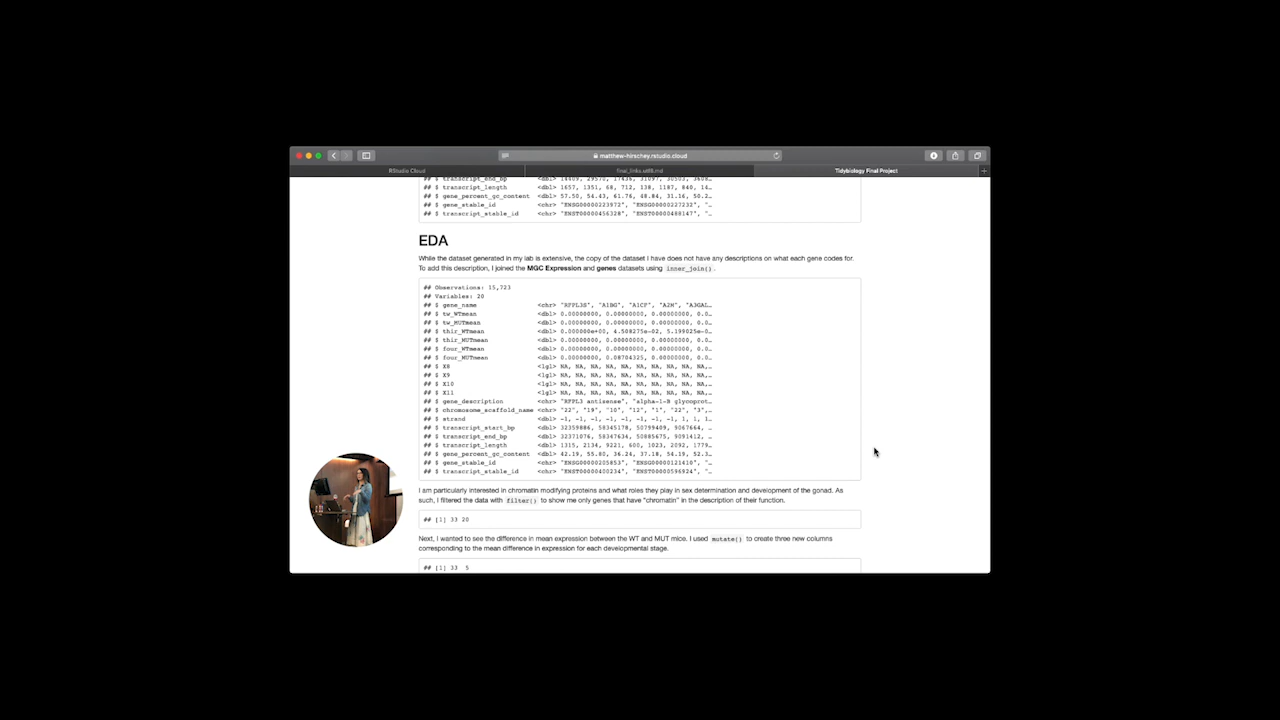 matthew-hirschey.rstudio.cloud
RStudio Cloud
final_links.utf8.md
Tidybiology Final Project
## $ transcript_end_bp <dbl> 14409, 29570, 17436, 31097, 30503, 3608…
## $ transcript_length <dbl> 1657, 1351, 68, 712, 138, 1187, 840, 14…
## $ gene_percent_gc_content <dbl> 57.50, 54.43, 61.76, 48.84, 31.16, 50.2…
## $ gene_stable_id <chr> "ENSG00000223972", "ENSG00000227232", "…
## $ transcript_stable_id <chr> "ENST00000456328", "ENST00000488147", "…
EDA
While the dataset generated in my lab is extensive, the copy of the dataset I have does not have any descriptions on what each gene codes for.
To add this description, I joined the MGC Expression and genes datasets using inner_join() .
## Observations: 15,723
## Variables: 20
## $ gene_name <chr> "RFPL3S", "A1BG", "A1CF", "A2M", "A3GAL…
## $ tw_WTmean <dbl> 0.00000000, 0.00000000, 0.00000000, 0.0…
## $ tw_MUTmean <dbl> 0.00000000, 0.00000000, 0.00000000, 0.0…
## $ thir_WTmean <dbl> 0.000000e+00, 4.508275e-02, 5.199025e-0…
## $ thir_MUTmean <dbl> 0.00000000, 0.00000000, 0.00000000, 0.0…
## $ four_WTmean <dbl> 0.00000000, 0.00000000, 0.00000000, 0.0…
## $ four_MUTmean <dbl> 0.00000000, 0.08704325, 0.00000000, 0.0…
## $ X8 <lgl> NA, NA, NA, NA, NA, NA, NA, NA, NA, NA,…
## $ X9 <lgl> NA, NA, NA, NA, NA, NA, NA, NA, NA, NA,…
## $ X10 <lgl> NA, NA, NA, NA, NA, NA, NA, NA, NA, NA,…
## $ X11 <lgl> NA, NA, NA, NA, NA, NA, NA, NA, NA, NA,…
## $ gene_description <chr> "RFPL3 antisense", "alpha-1-B glycoprot…
## $ chromosome_scaffold_name <chr> "22", "19", "10", "12", "1", "22", "3",…
## $ strand <dbl> -1, -1, -1, -1, -1, -1, -1, 1, 1, 1…
## $ transcript_start_bp <dbl> 32359886, 58345178, 50799409, 9067664, …
## $ transcript_end_bp <dbl> 32371076, 58347634, 50885675, 9091412, …
## $ transcript_length <dbl> 1315, 2134, 9221, 600, 1023, 2092, 1779…
## $ gene_percent_gc_content <dbl> 42.19, 55.80, 36.24, 37.18, 54.19, 52.3…
## $ gene_stable_id <chr> "ENSG00000205853", "ENSG00000121410", "…
## $ transcript_stable_id <chr> "ENST00000400234", "ENST00000596924", "…
I am particularly interested in chromatin modifying proteins and what roles they play in sex determination and development of the gonad. As
such, I filtered the data with filter() to show me only genes that have "chromatin" in the description of their function.
## [1] 33 20
Next, I wanted to see the difference in mean expression between the WT and MUT mice. I used mutate() to create three new columns
corresponding to the mean difference in expression for each developmental stage.
## [1] 33 5